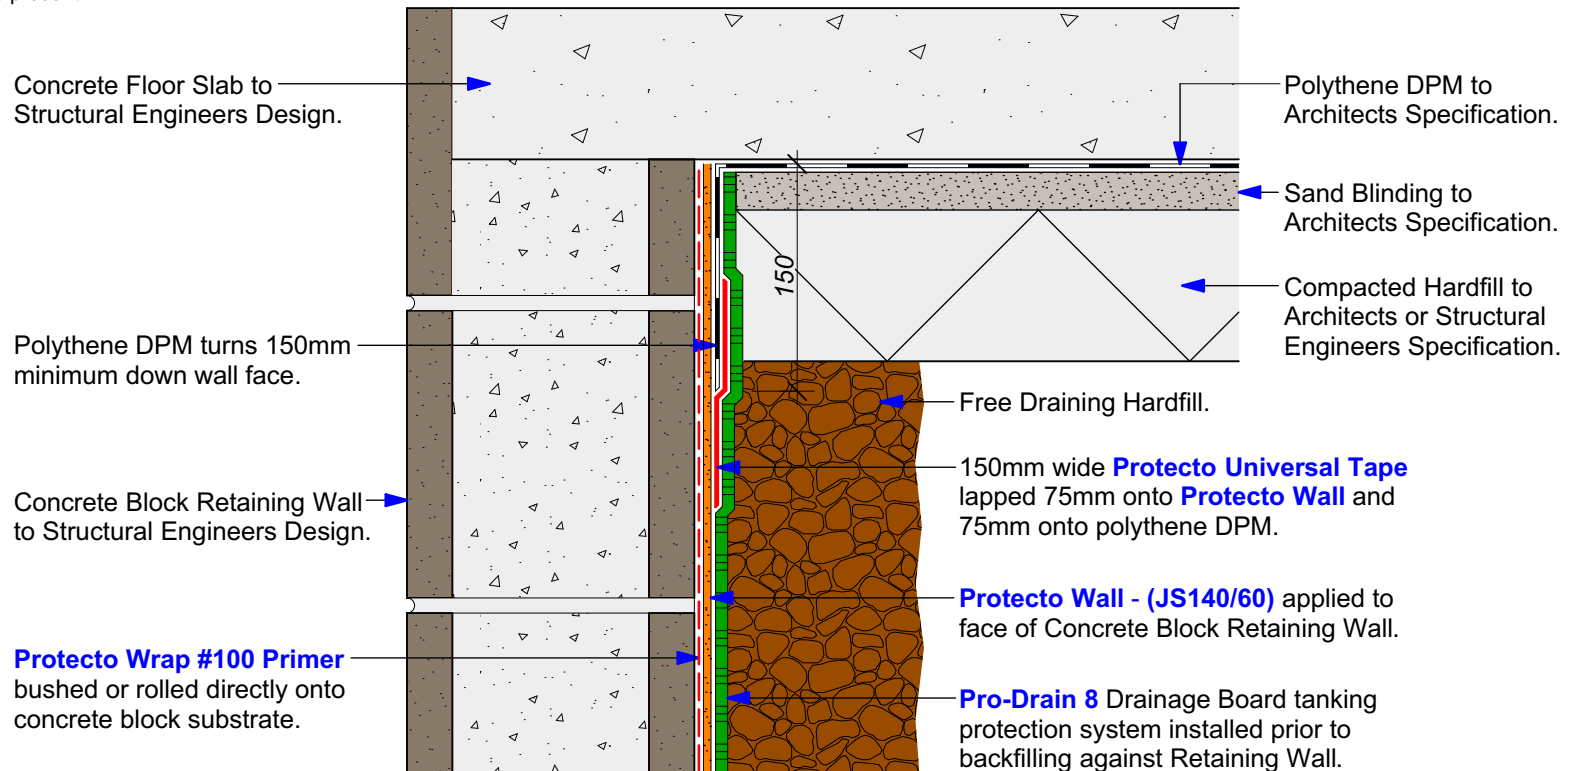 Concrete Floor Slab to
Structural Engineers Design.
Polythene DPM to
Architects Specification.
Sand Blinding to
Architects Specification.
150
Compacted Hardfill to
Architects or Structural
Engineers Specification.
Polythene DPM turns 150mm
minimum down wall face.
Free Draining Hardfill.
150mm wide Protecto Universal Tape
lapped 75mm onto Protecto Wall and
75mm onto polythene DPM.
Concrete Block Retaining Wall
to Structural Engineers Design.
Protecto Wall - (JS140/60) applied to
face of Concrete Block Retaining Wall.
Protecto Wrap #100 Primer
bushed or rolled directly onto
concrete block substrate.
Pro-Drain 8 Drainage Board tanking
protection system installed prior to
backfilling against Retaining Wall.